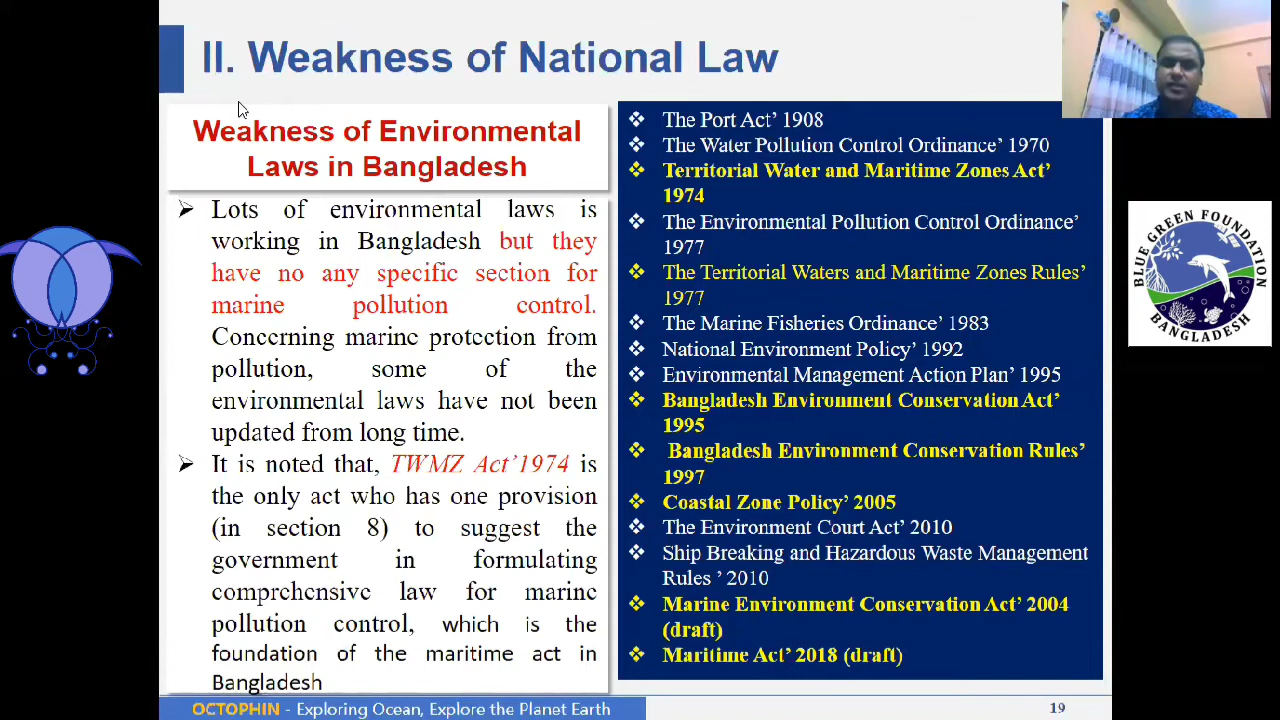 II. Weakness of National Law
Weakness of Environmental
Laws in Bangladesh
➢ Lots of environmental laws is
working in Bangladesh but they
have no any specific section for
marine pollution control.
Concerning marine protection from
pollution, some of the
environmental laws have not been
updated from long time.
➢ It is noted that, TWMZ Act'1974 is
the only act who has one provision
(in section 8) to suggest the
government in formulating
comprehensive law for marine
pollution control, which is the
foundation of the maritime act in
Bangladesh
❖ The Port Act' 1908
❖ The Water Pollution Control Ordinance' 1970
❖ Territorial Water and Maritime Zones Act'
1974
❖ The Environmental Pollution Control Ordinance'
1977
❖ The Territorial Waters and Maritime Zones Rules'
1977
❖ The Marine Fisheries Ordinance' 1983
❖ National Environment Policy' 1992
❖ Environmental Management Action Plan' 1995
❖ Bangladesh Environment Conservation Act'
1995
❖ Bangladesh Environment Conservation Rules'
1997
❖ Coastal Zone Policy' 2005
❖ The Environment Court Act' 2010
❖ Ship Breaking and Hazardous Waste Management
Rules ' 2010
❖ Marine Environment Conservation Act' 2004
(draft)
❖ Maritime Act' 2018 (draft)
BLUE GREEN FOUNDATION
BANGLADESH
OCTOPHIN - Exploring Ocean, Explore the Planet Earth
19